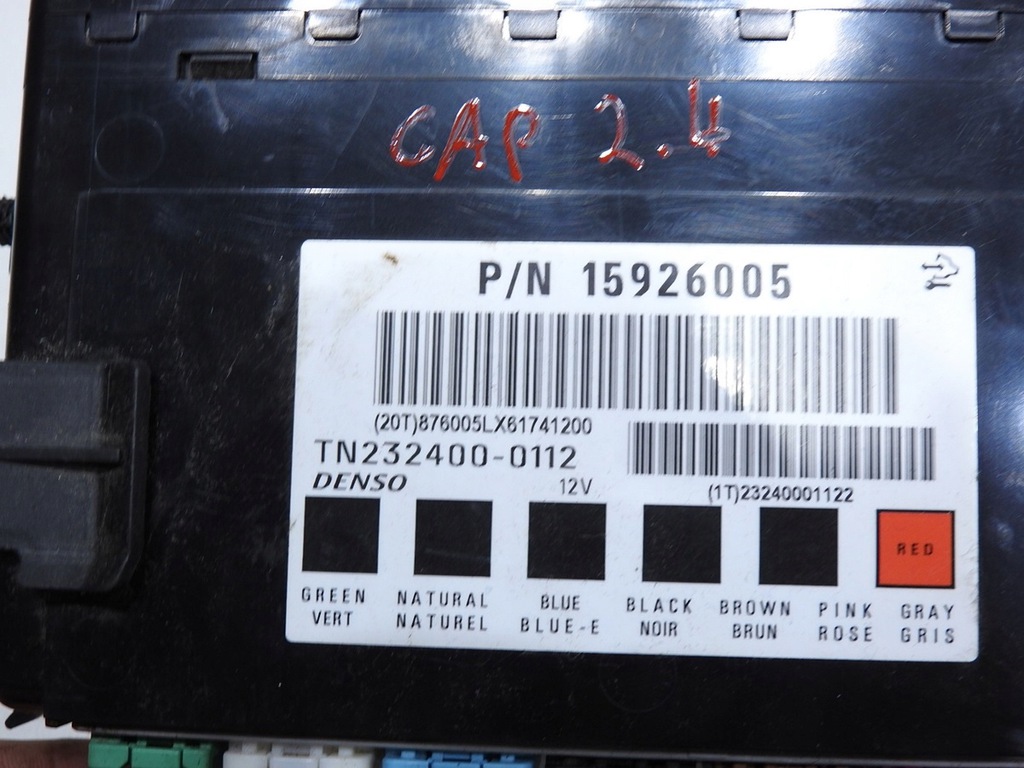 CAP 2.4
P/N 15926005
(20T)876005LX61741200
TN232400-0112
DENSO 12V (1T)23240001122
RED
GREEN NATURAL BLUE BLACK BROWN PINK GRAY
VERT NATUREL BLUE-E NOIR BRUN ROSE GRIS